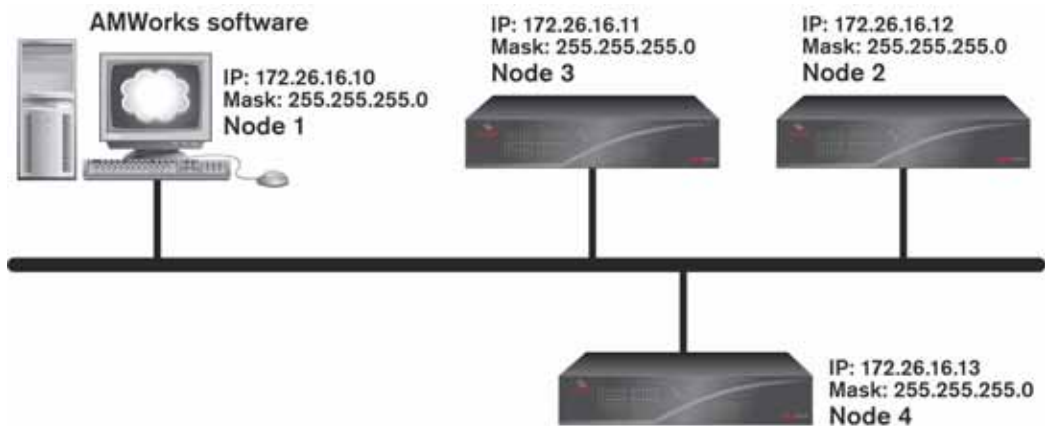 AMWorks software
IP: 172.26.16.10
Mask: 255.255.255.0
Node 1
IP: 172.26.16.11
Mask: 255.255.255.0
Node 3
IP: 172.26.16.12
Mask: 255.255.255.0
Node 2
IP: 172.26.16.13
Mask: 255.255.255.0
Node 4